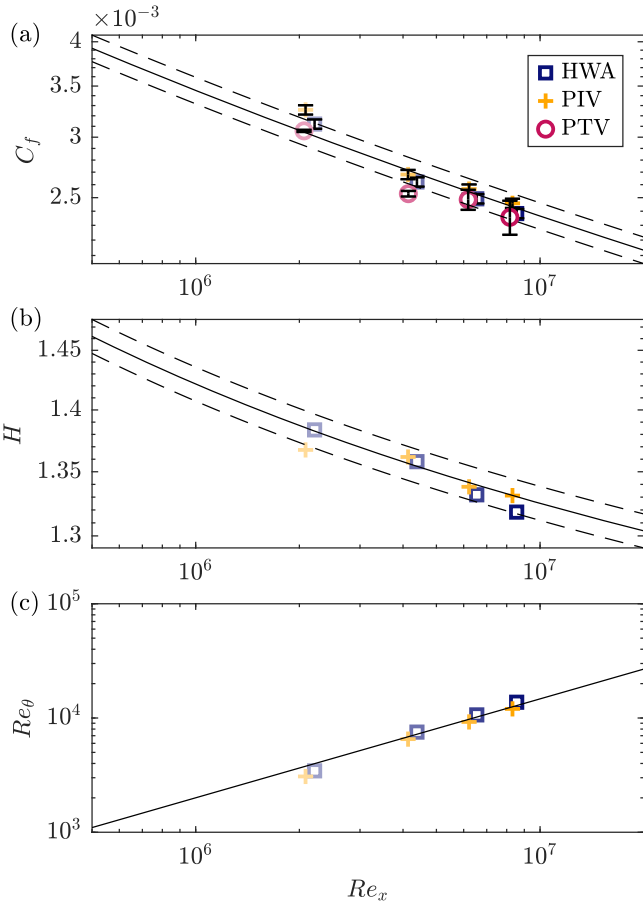 (a)
×10⁻³
4
3.5
3
2.5
C_f
HWA
PIV
PTV
10⁶
10⁷
(b)
1.45
1.4
1.35
1.3
H
10⁶
10⁷
(c)
10⁵
10⁴
10³
Re_θ
10⁶
10⁷
Re_x